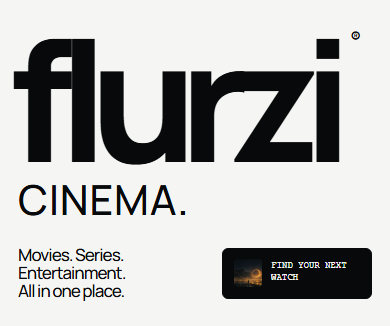 flurzi®
CINEMA.
Movies. Series.
Entertainment.
All in one place.
FIND YOUR NEXT
WATCH